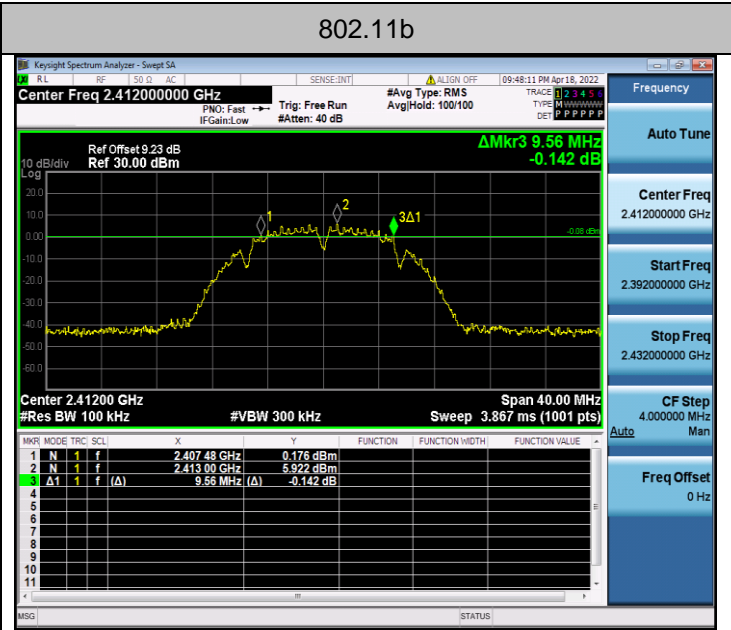 802.11b
Keysight Spectrum Analyzer - Swept SA
RL RF 50 Ω AC SENSE:INT ALIGN OFF 09:48:11 PM Apr 18, 2022
Center Freq 2.412000000 GHz
PNO: Fast
IFGain:Low
Trig: Free Run
#Atten: 40 dB
#Avg Type: RMS
Avg|Hold: 100/100
TRACE 1 2 3 4 5 6
TYPE M WWWWW
DET P P P P P P
Frequency
Auto Tune
Center Freq
2.412000000 GHz
Start Freq
2.392000000 GHz
Stop Freq
2.432000000 GHz
CF Step
4.000000 MHz
Auto Man
Freq Offset
0 Hz
Ref Offset 9.23 dB
10 dB/div Ref 30.00 dBm
Log
ΔMkr3 9.56 MHz
-0.142 dB
20.0
10.0
0.00
-10.0
-20.0
-30.0
-40.0
-50.0
-60.0
1
2
3Δ1
-0.08 dBm
Center 2.41200 GHz Span 40.00 MHz
#Res BW 100 kHz #VBW 300 kHz Sweep 3.867 ms (1001 pts)
MKR MODE TRC SCL X Y FUNCTION FUNCTION WIDTH FUNCTION VALUE
1 N 1 f 2.407 48 GHz 0.176 dBm
2 N 1 f 2.413 00 GHz 5.922 dBm
3 Δ1 1 f (Δ) 9.56 MHz (Δ) -0.142 dB
4
5
6
7
8
9
10
11
MSG STATUS